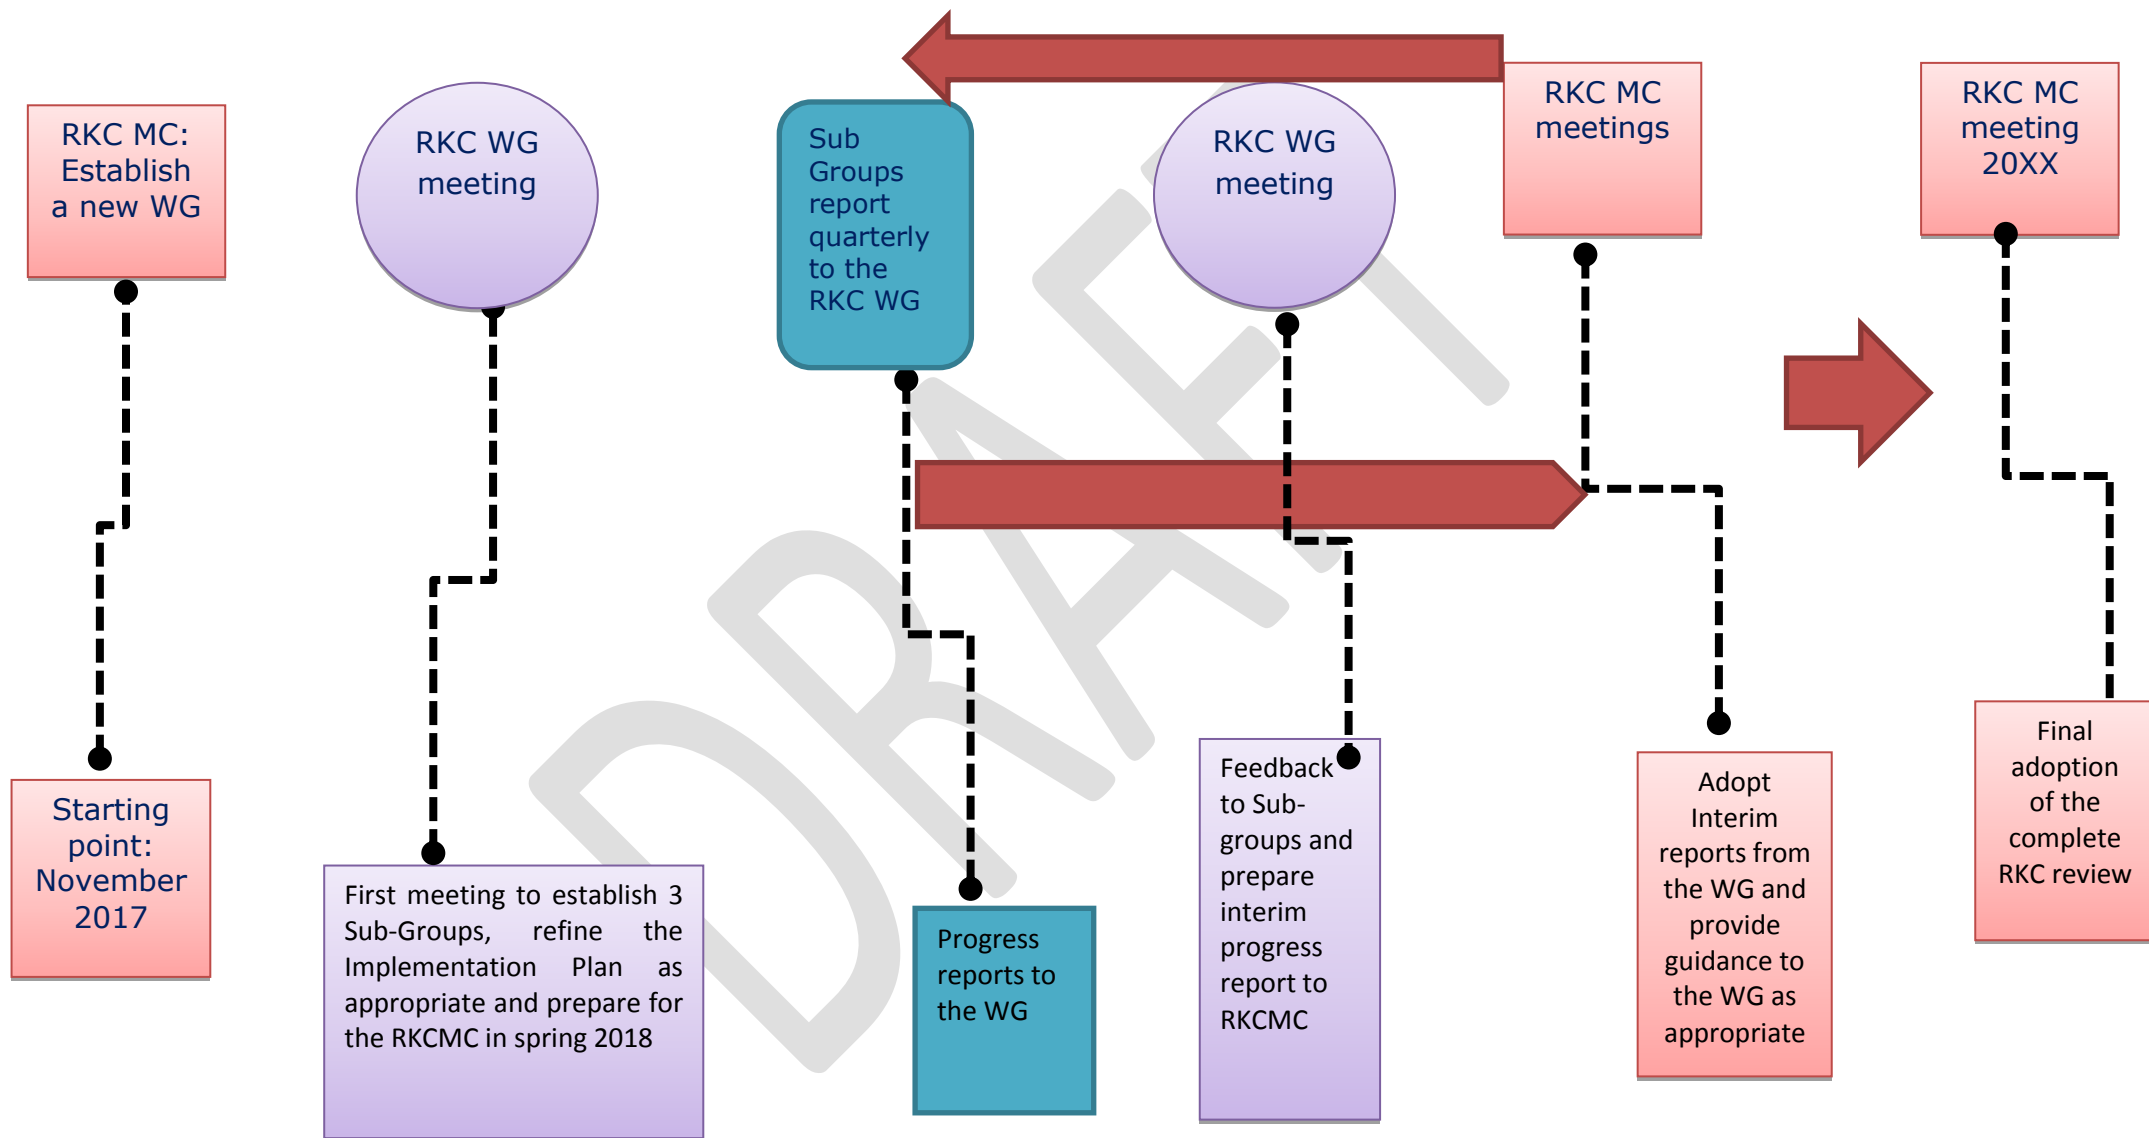 RKC MC:
Establish
a new WG
RKC WG
meeting
Sub
Groups
report
quarterly
to the
RKC WG
RKC WG
meeting
RKC MC
meetings
RKC MC
meeting
20XX
Starting
point:
November
2017
First meeting to establish 3
Sub-Groups, refine the
Implementation Plan as
appropriate and prepare for
the RKCMC in spring 2018
Progress
reports to
the WG
Feedback
to Sub-
groups and
prepare
interim
progress
report to
RKCMC
Adopt
Interim
reports from
the WG and
provide
guidance to
the WG as
appropriate
Final
adoption
of the
complete
RKC review
DRAFT